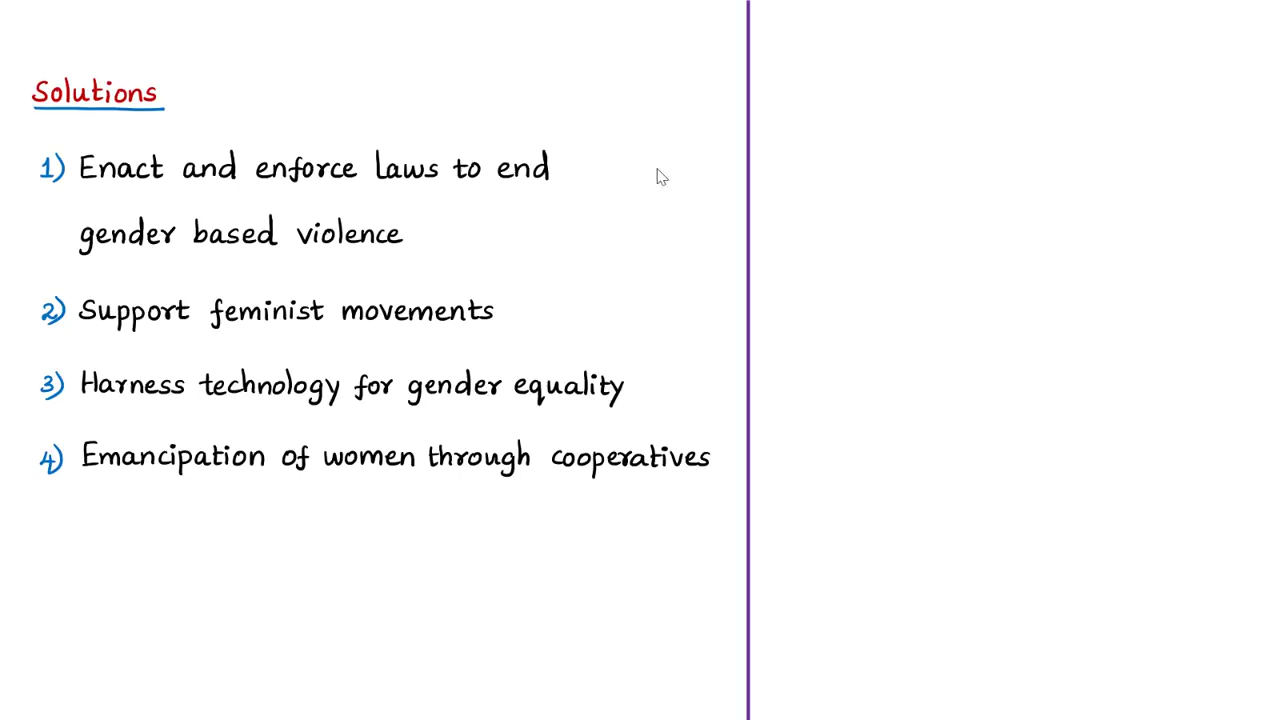 Solutions
1) Enact and enforce laws to end
gender based violence
2) Support feminist movements
3) Harness technology for gender equality
4) Emancipation of women through cooperatives